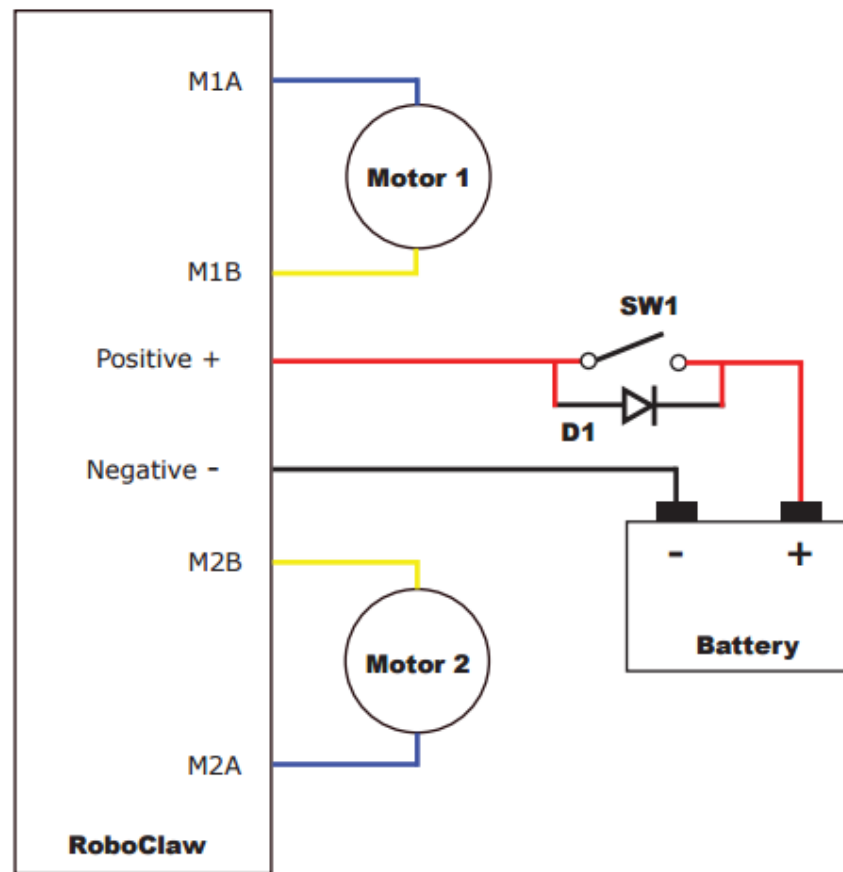 M1A
Motor 1
M1B
SW1
Positive +
D1
Negative -
- +
M2B
Battery
Motor 2
M2A
RoboClaw